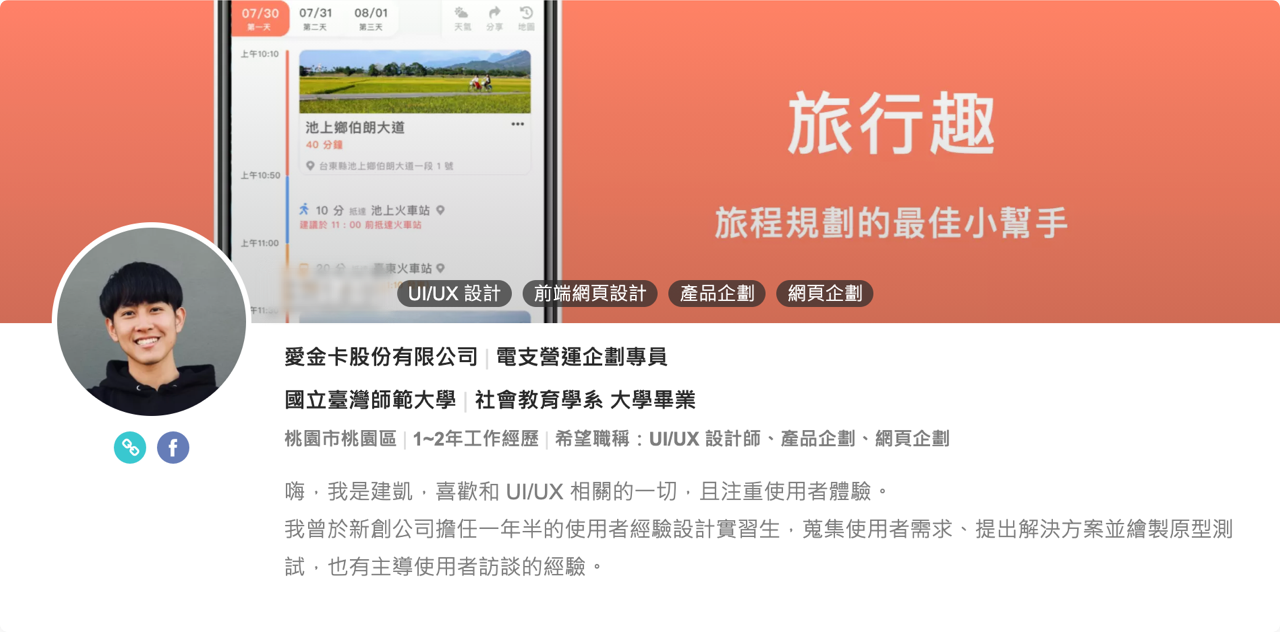 07/30
第一天
07/31
第二天
08/01
第三天
天氣
分享
地圖
上午10:10
池上鄉伯朗大道
40 分鐘
台東縣池上鄉伯朗大道一段 1 號
上午10:50
10 分 抵達 池上火車站
建議於 11:00 前抵達火車站
上午11:00
臺東火車站
旅行趣
旅程規劃的最佳小幫手
UI/UX 設計
前端網頁設計
產品企劃
網頁企劃
愛金卡股份有限公司 | 電支營運企劃專員
國立臺灣師範大學 | 社會教育學系 大學畢業
桃園市桃園區 | 1~2年工作經歷 | 希望職稱：UI/UX 設計師、產品企劃、網頁企劃
嗨，我是建凱，喜歡和 UI/UX 相關的一切，且注重使用者體驗。
我曾於新創公司擔任一年半的使用者經驗設計實習生，蒐集使用者需求、提出解決方案並繪製原型測
試，也有主導使用者訪談的經驗。